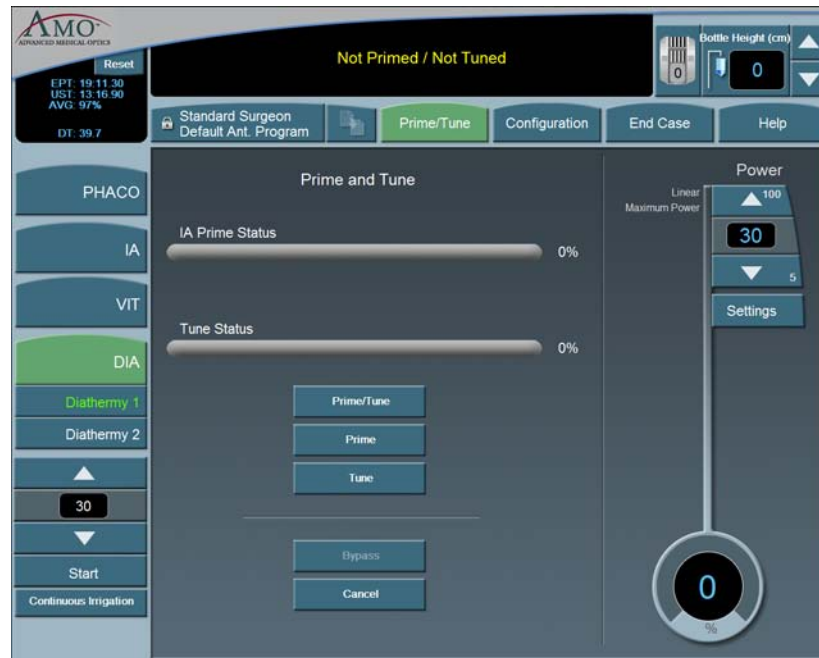 AMO
ADVANCED MEDICAL OPTICS
Reset
EPT: 19:11.30
UST: 13:16.90
AVG: 97%
DT: 39.7
Not Primed / Not Tuned
0
Bottle Height (cm)
0
Standard Surgeon
Default Ant. Program
Prime/Tune
Configuration
End Case
Help
PHACO
IA
VIT
DIA
Diathermy 1
Diathermy 2
30
Start
Continuous Irrigation
Prime and Tune
IA Prime Status
0%
Tune Status
0%
Prime/Tune
Prime
Tune
Bypass
Cancel
Power
Linear
Maximum Power
100
30
5
Settings
0
%